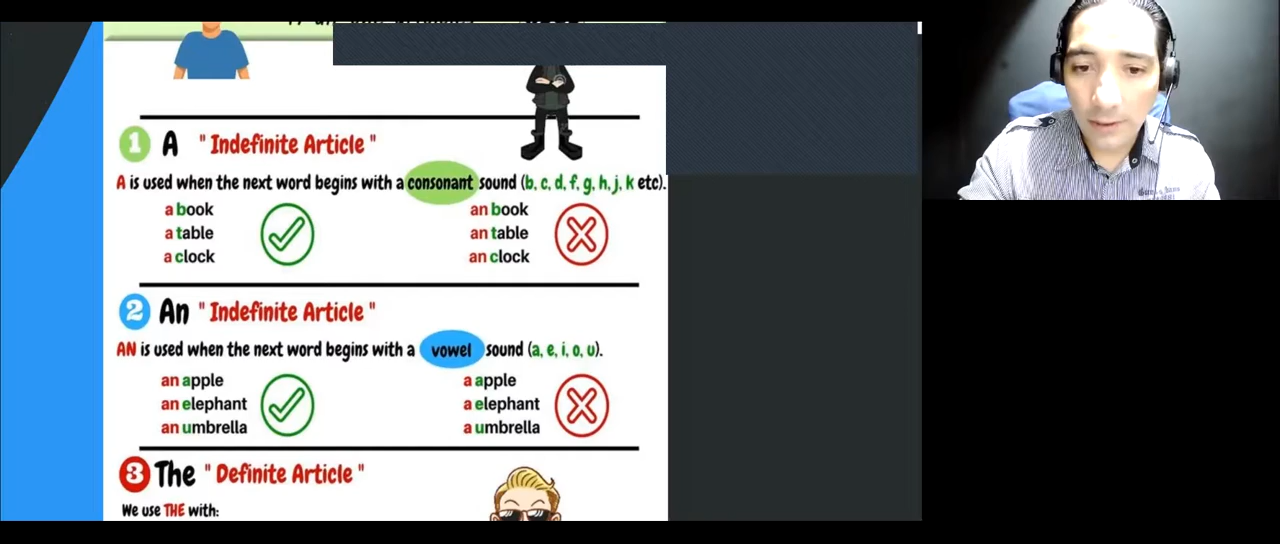 1 A " Indefinite Article "
A is used when the next word begins with a consonant sound (b, c, d, f, g, h, j, k etc).
a book an book
a table an table
a clock an clock
2 An " Indefinite Article "
AN is used when the next word begins with a vowel sound (a, e, i, o, u).
an apple a apple
an elephant a elephant
an umbrella a umbrella
3 The " Definite Article "
We use THE with: